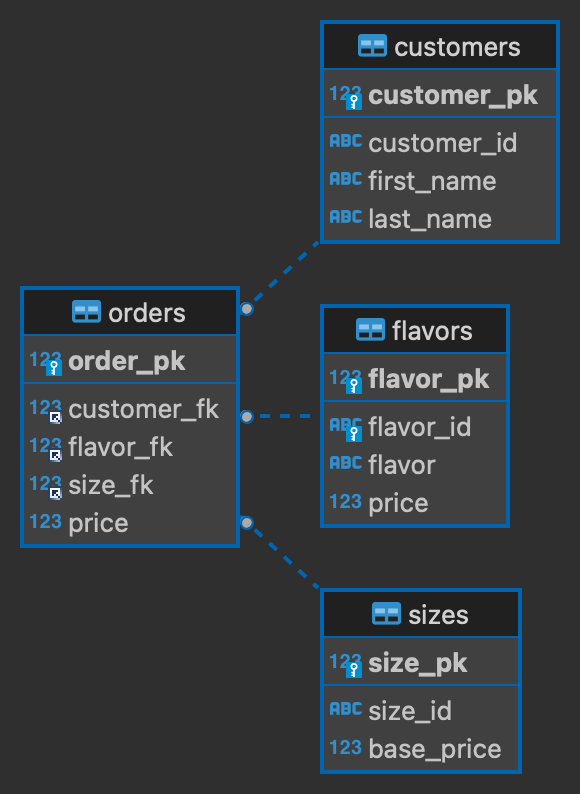 customers
123 customer_pk
ABC customer_id
ABC first_name
ABC last_name
orders
123 order_pk
123 customer_fk
123 flavor_fk
123 size_fk
123 price
flavors
123 flavor_pk
ABC flavor_id
ABC flavor
123 price
sizes
123 size_pk
ABC size_id
123 base_price